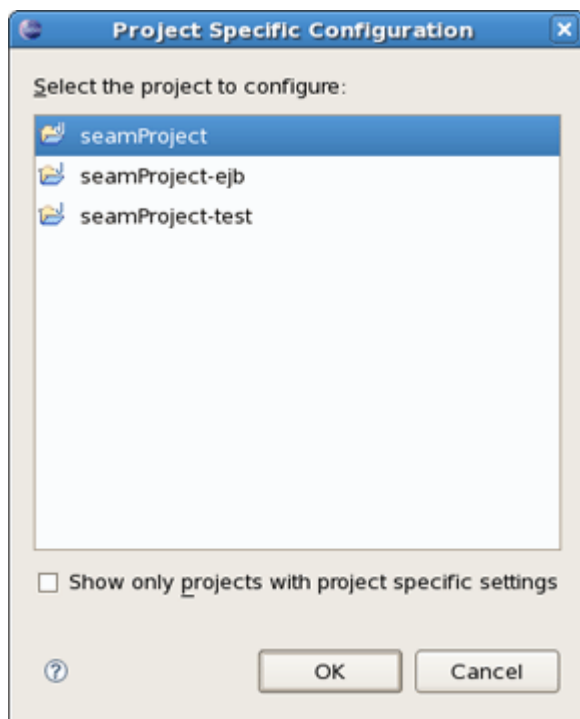 Project Specific Configuration
Select the project to configure:
seamProject
seamProject-ejb
seamProject-test
Show only projects with project specific settings
OK Cancel